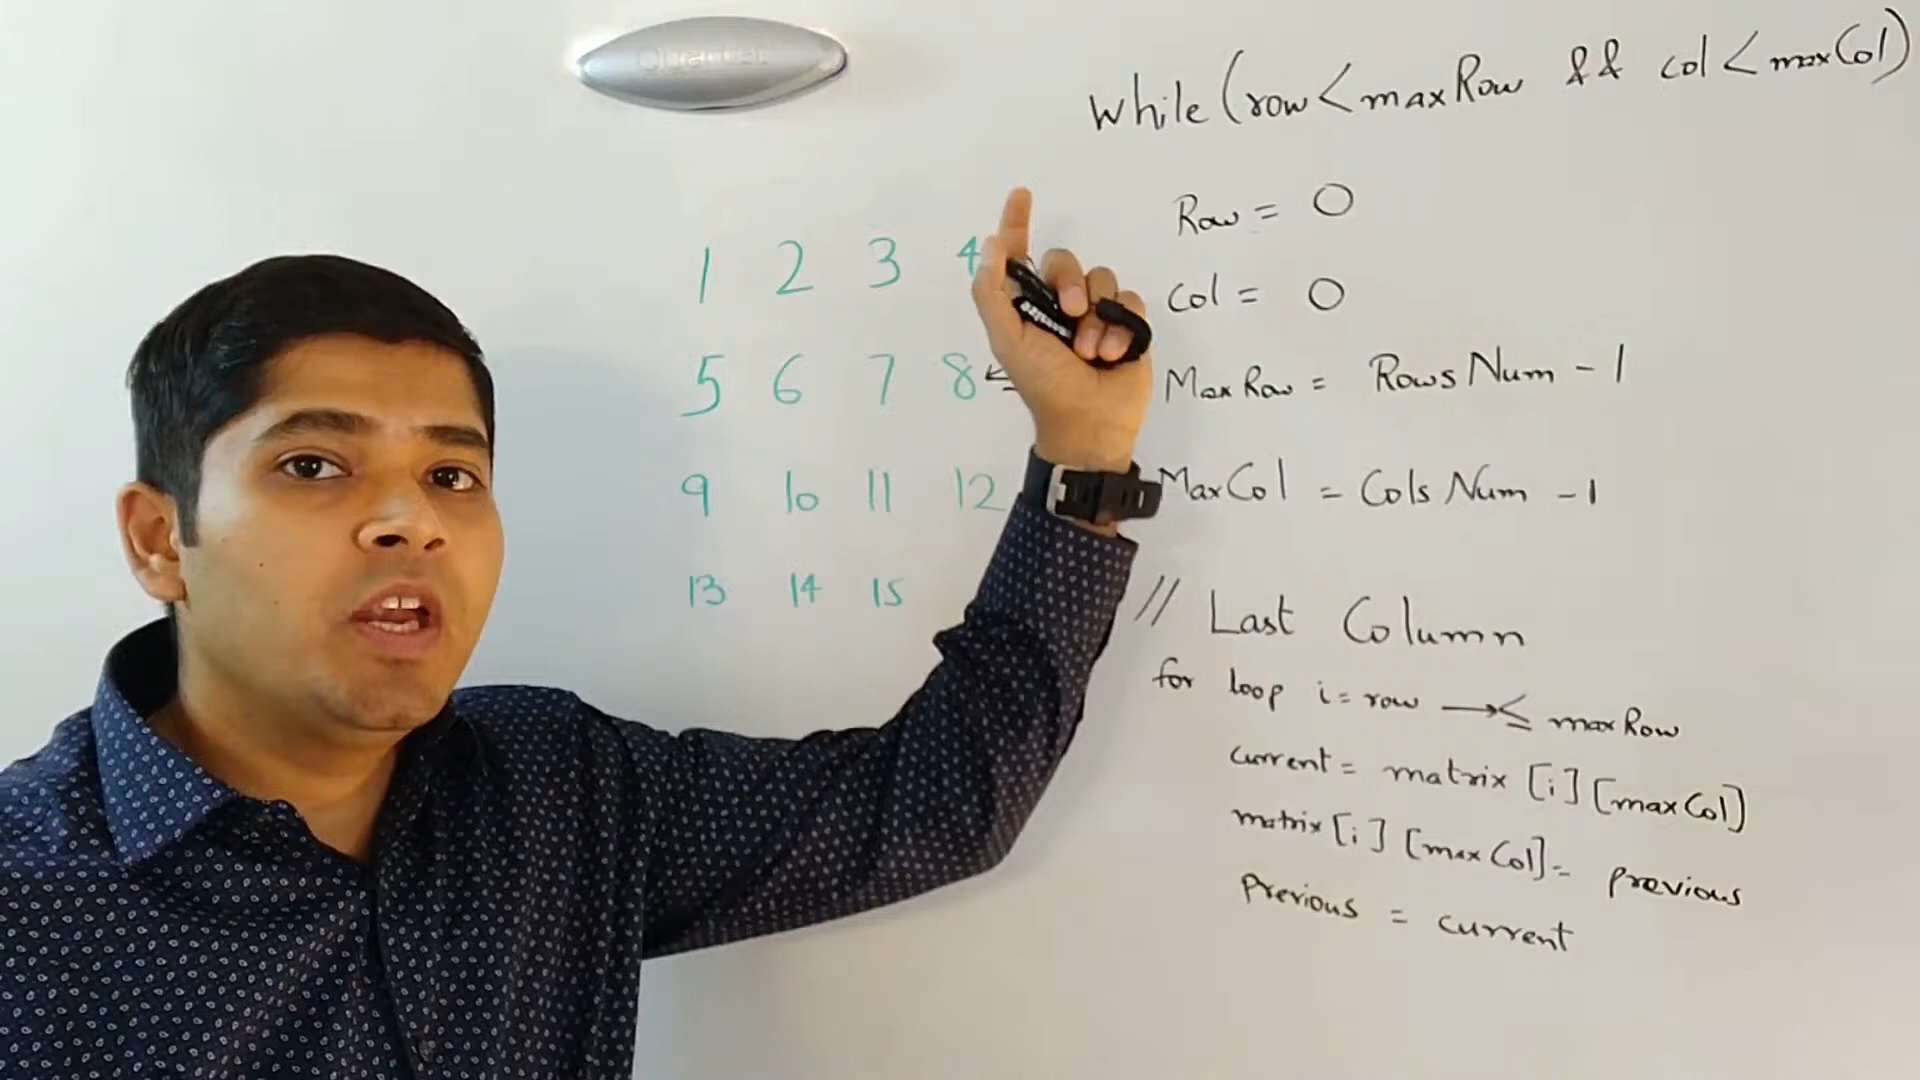 Quartet
while (row < maxRow && col < maxCol)
Row = 0
1 2 3 4
Col = 0
5 6 7 8
MaxRow = RowsNum - 1
9 10 11 12
MaxCol = ColsNum - 1
13 14 15
// Last Column
for loop i = row → ≤ maxRow
current = matrix [i] [maxCol]
matrix [i] [maxCol] = previous
Previous = current